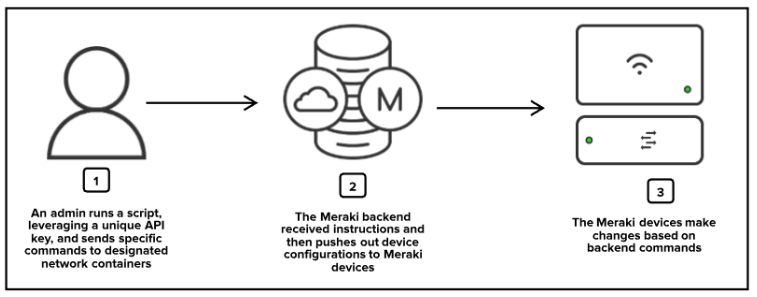 M
1
An admin runs a script,
leveraging a unique API
key, and sends specific
commands to designated
network containers
2
The Meraki backend
received instructions and
then pushes out device
configurations to Meraki
devices
3
The Meraki devices make
changes based on
backend commands